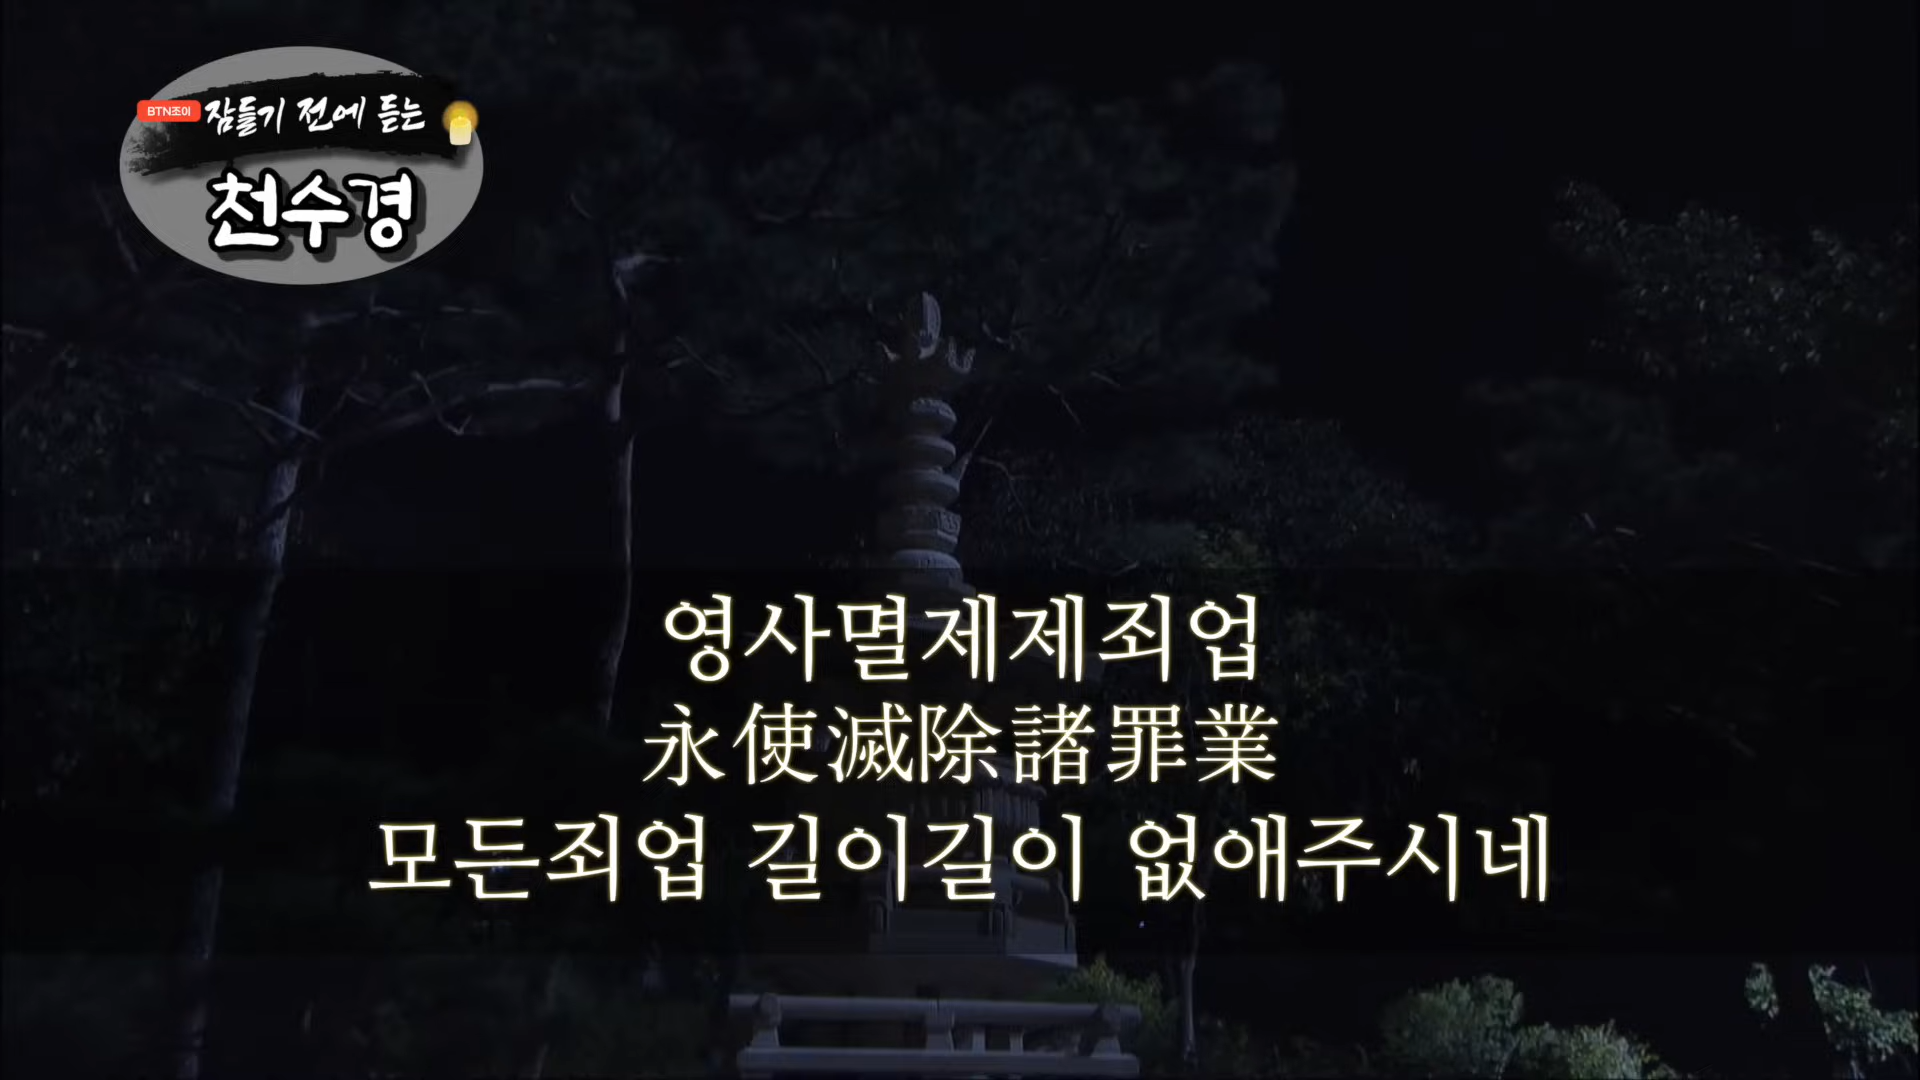 BTN조이
잠들기 전에 듣는
천수경
영사멸제제죄업
永使滅除諸罪業
모든죄업 길이길이 없애주시네